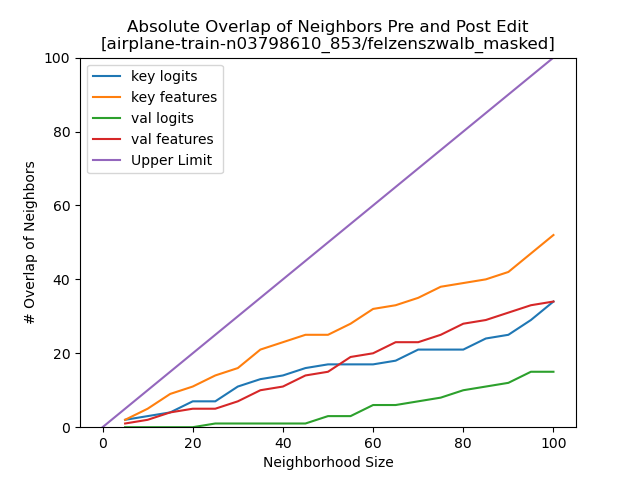 Absolute Overlap of Neighbors Pre and Post Edit
[airplane-train-n03798610_853/felzenszwalb_masked]
key logits
key features
val logits
val features
Upper Limit
# Overlap of Neighbors
100
80
60
40
20
0
0 20 40 60 80 100
Neighborhood Size